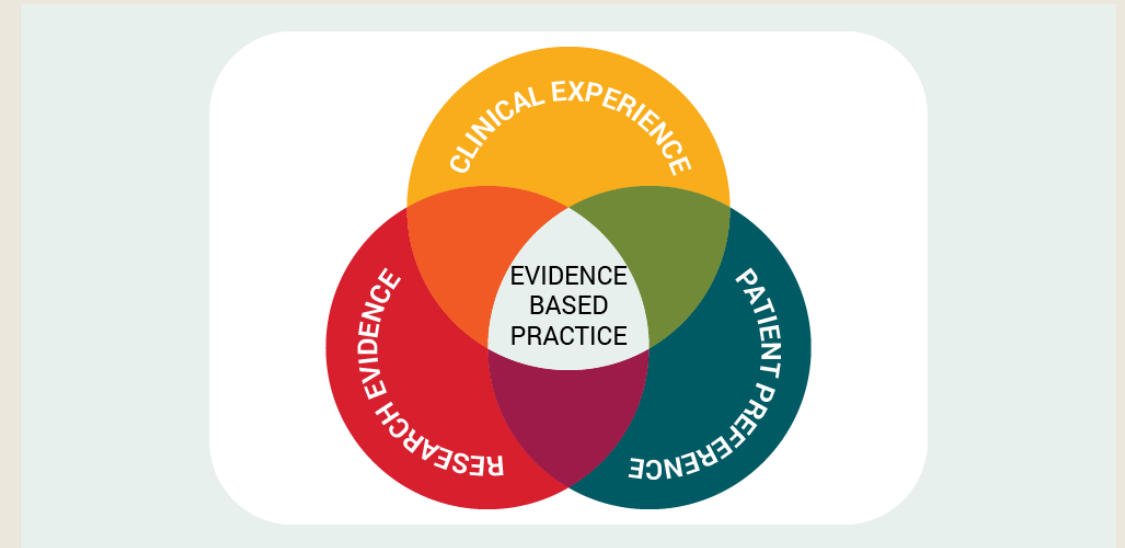 CLINICAL EXPERIENCE
EVIDENCE
BASED
PRACTICE
RESEARCH EVIDENCE
PATIENT PREFERENCE